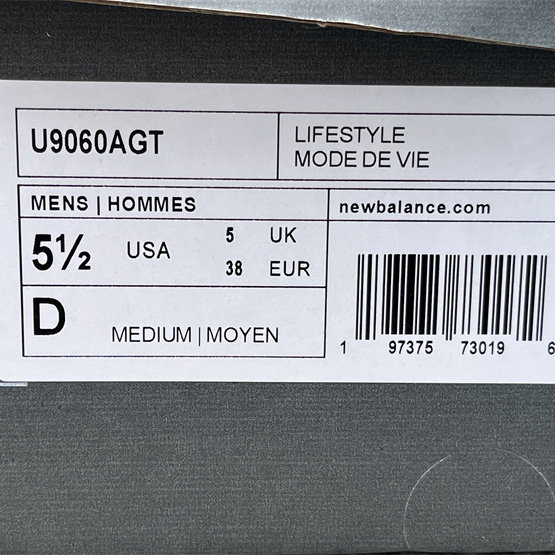 U9060AGT
LIFESTYLE
MODE DE VIE
MENS | HOMMES
newbalance.com
5½ USA
5 UK
38 EUR
D
MEDIUM | MOYEN
1 97375 73019 6